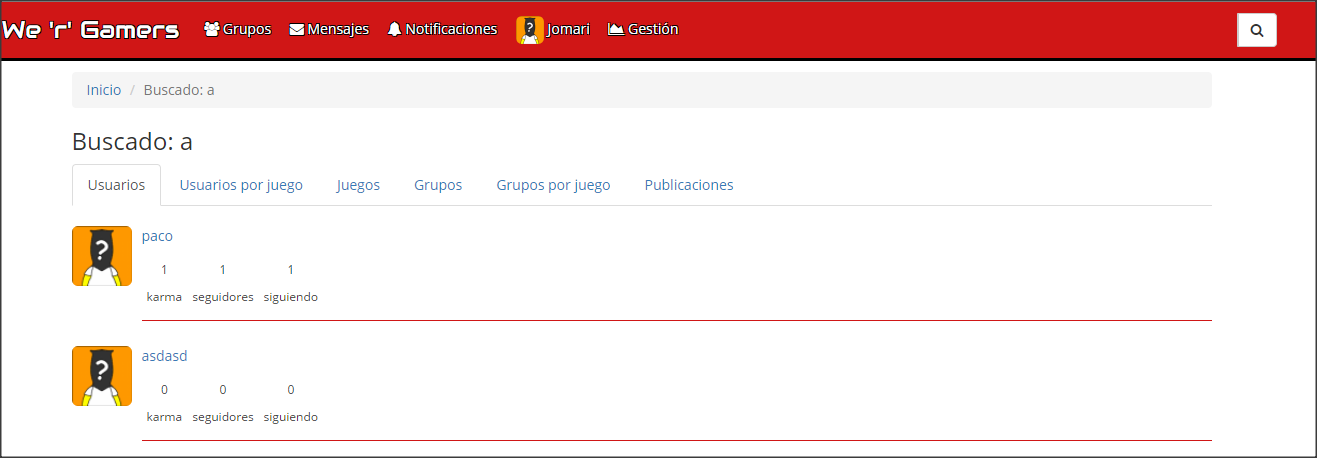 We 'r' Gamers Grupos Mensajes Notificaciones ? Jomari Gestión
Inicio / Buscado: a
Buscado: a
Usuarios Usuarios por juego Juegos Grupos Grupos por juego Publicaciones
? paco
1 1 1
karma seguidores siguiendo
? asdasd
0 0 0
karma seguidores siguiendo